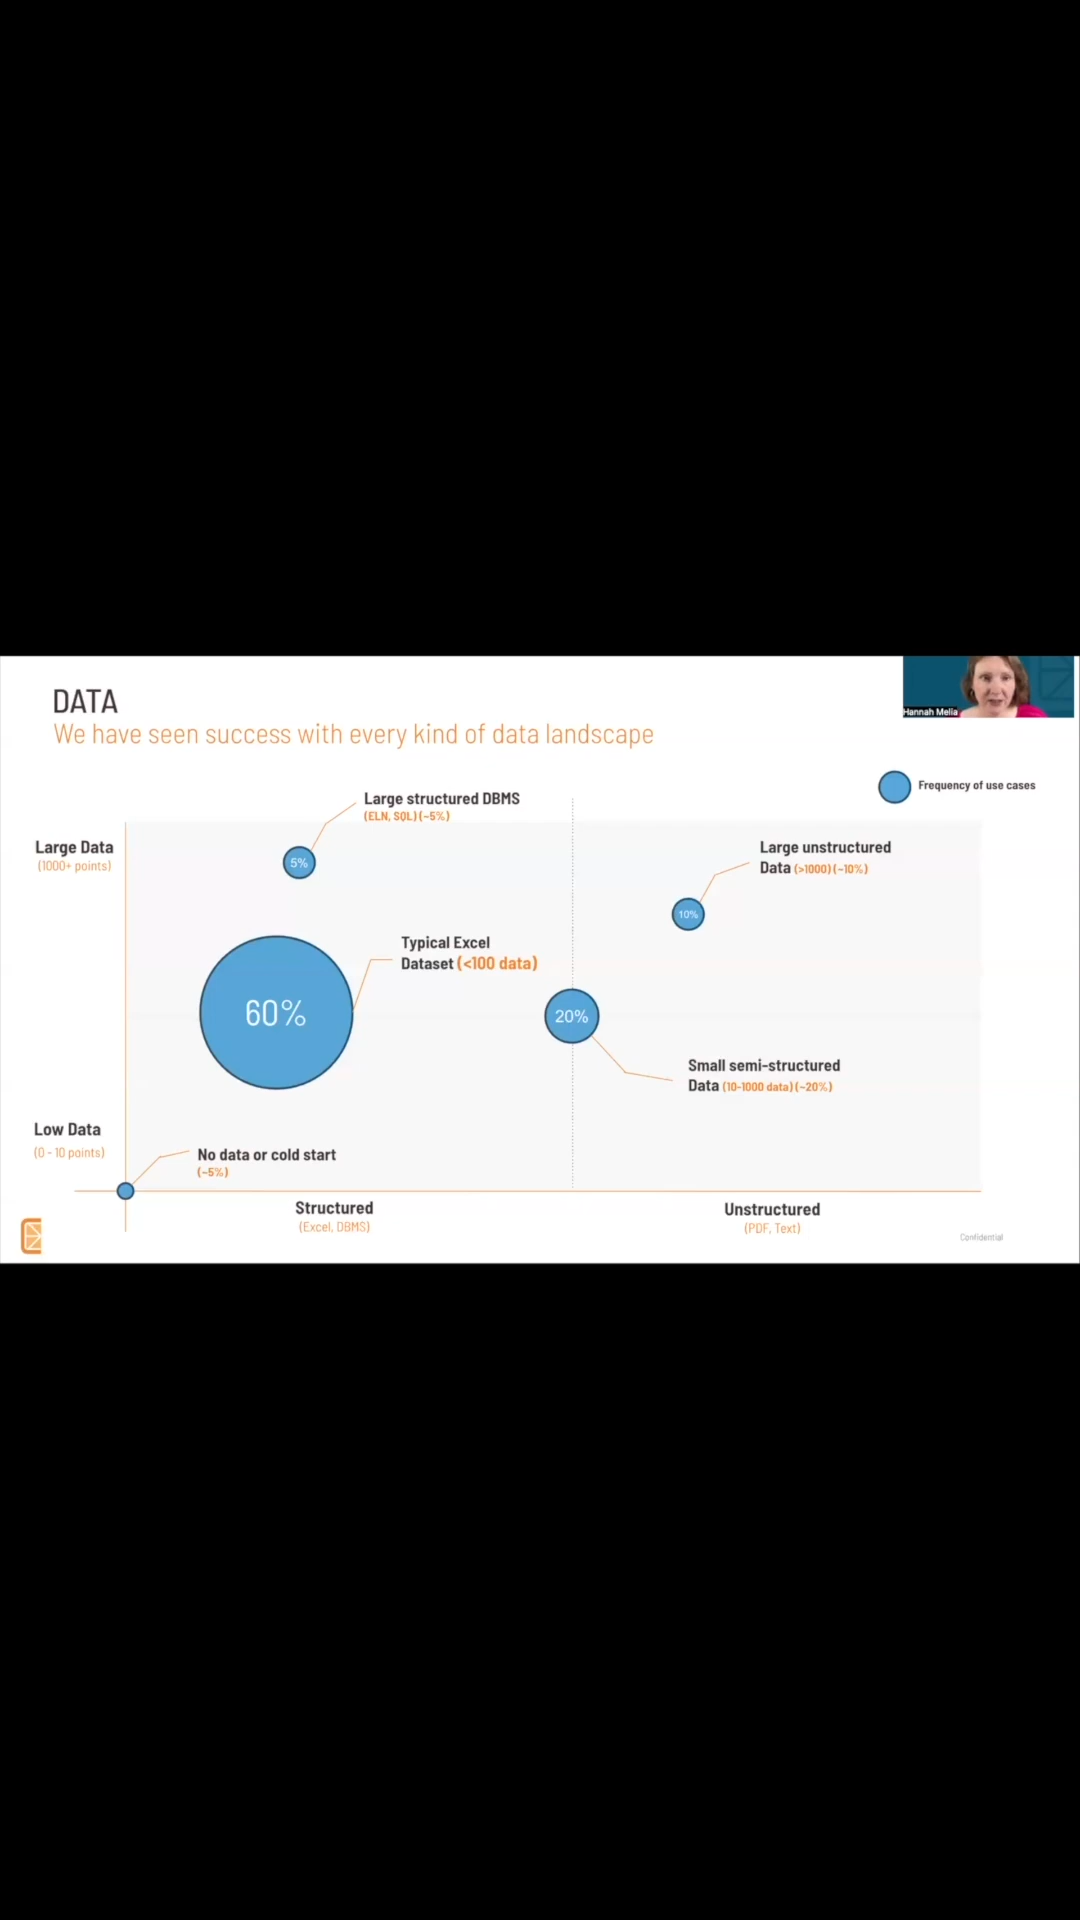 DATA
We have seen success with every kind of data landscape
Hannah Melia
Frequency of use cases
Large structured DBMS
(ELN, SQL) (~5%)
Large Data
(1000+ points)
5%
Large unstructured
Data (>1000) (~10%)
10%
Typical Excel
Dataset (<100 data)
60%
20%
Small semi-structured
Data (10-1000 data) (~20%)
Low Data
(0 - 10 points)
No data or cold start
(~5%)
Structured
(Excel, DBMS)
Unstructured
(PDF, Text)
Confidential